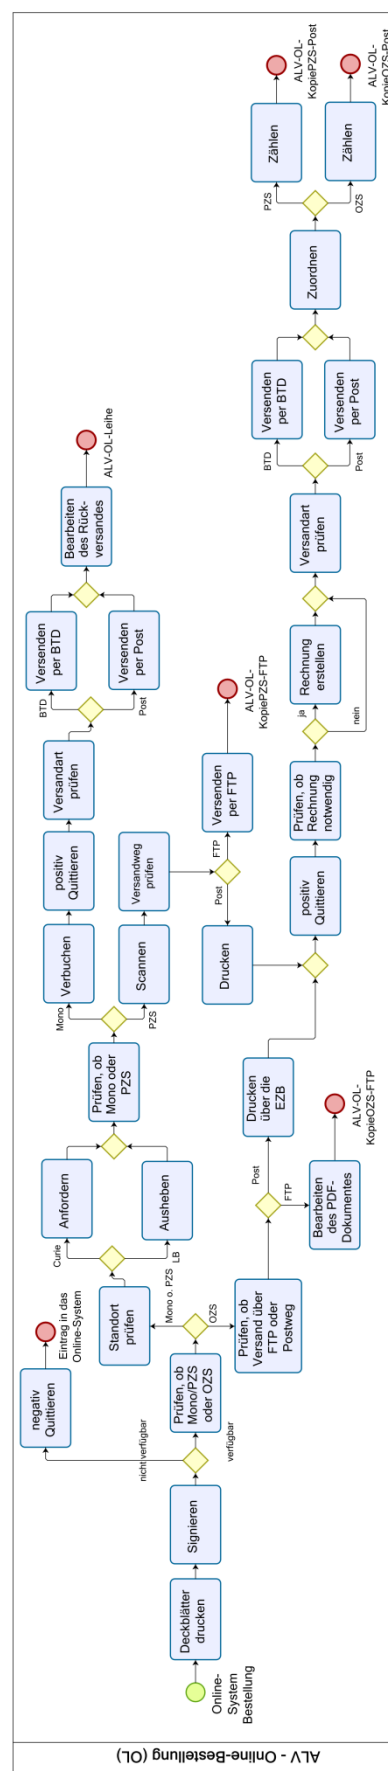 ALV - Online-Bestellung (OL)
Online-
System
Bestellung
Deckblätter
drucken
Signieren
nicht verfügbar
verfügbar
negativ
Quittieren
Eintrag in das
Online-System
Prüfen, ob
Mono/PZS
oder OZS
Mono o. PZS
OZS
Standort
prüfen
Curie
LB
Anfordern
Ausheben
Prüfen, ob
Mono oder
PZS
Mono
PZS
Verbuchen
positiv
Quittieren
Versandart
prüfen
BTD
Post
Versenden
per BTD
Versenden
per Post
Bearbeiten
des Rück-
versandes
ALV-OL-Leihe
Scannen
Versandweg
prüfen
FTP
Post
Versenden
per FTP
ALV-OL-
KopiePZS-FTP
Drucken
Prüfen, ob
Versand über
FTP oder
Postweg
Post
FTP
Drucken
über die
EZB
Bearbeiten
des PDF-
Dokumentes
ALV-OL-
KopieOZS-FTP
positiv
Quittieren
Prüfen, ob
Rechnung
notwendig
ja
nein
Rechnung
erstellen
Versandart
prüfen
BTD
Post
Versenden
per BTD
Versenden
per Post
Zuordnen
PZS
OZS
Zählen
ALV-OL-
KopiePZS-Post
Zählen
ALV-OL-
KopieOZS-Post